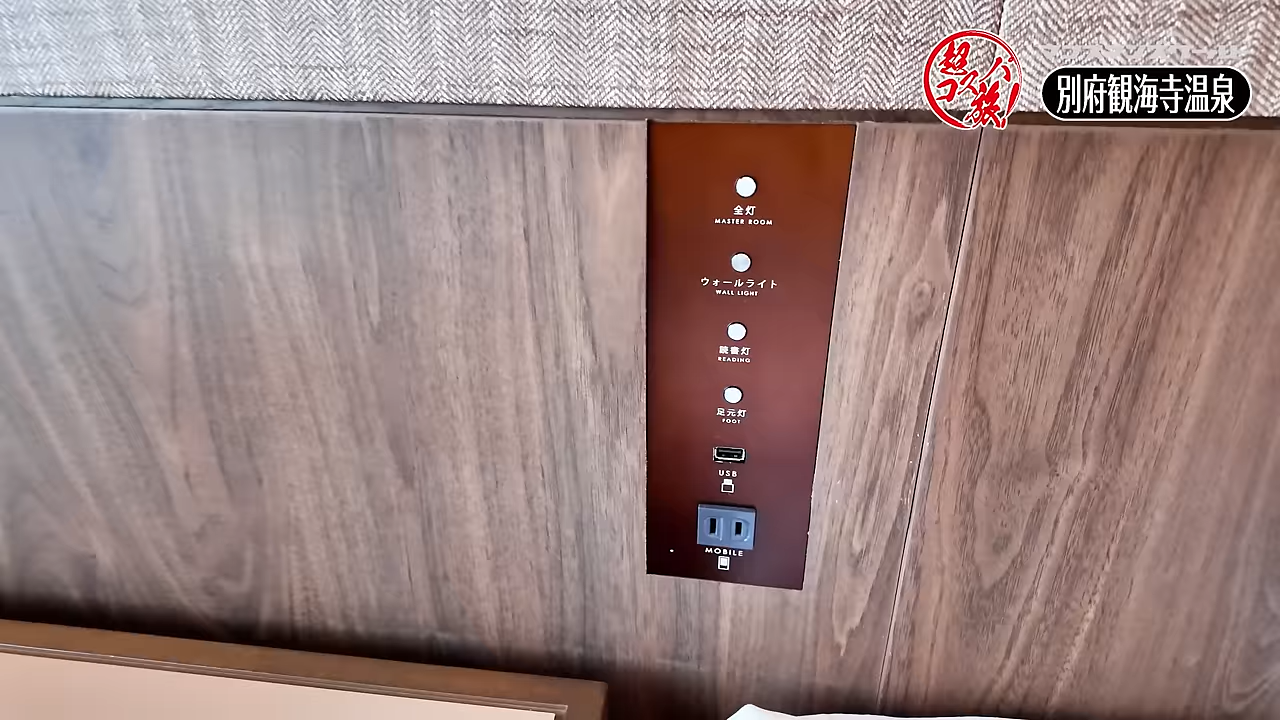 超コスパ旅!
別府観海寺温泉
全灯
MASTER ROOM
ウォールライト
WALL LIGHT
読書灯
READING
足元灯
FOOT
USB
MOBILE